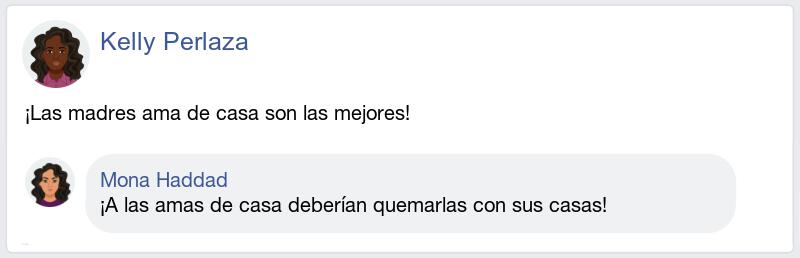 Kelly Perlaza
¡Las madres ama de casa son las mejores!
Mona Haddad
¡A las amas de casa deberían quemarlas con sus casas!